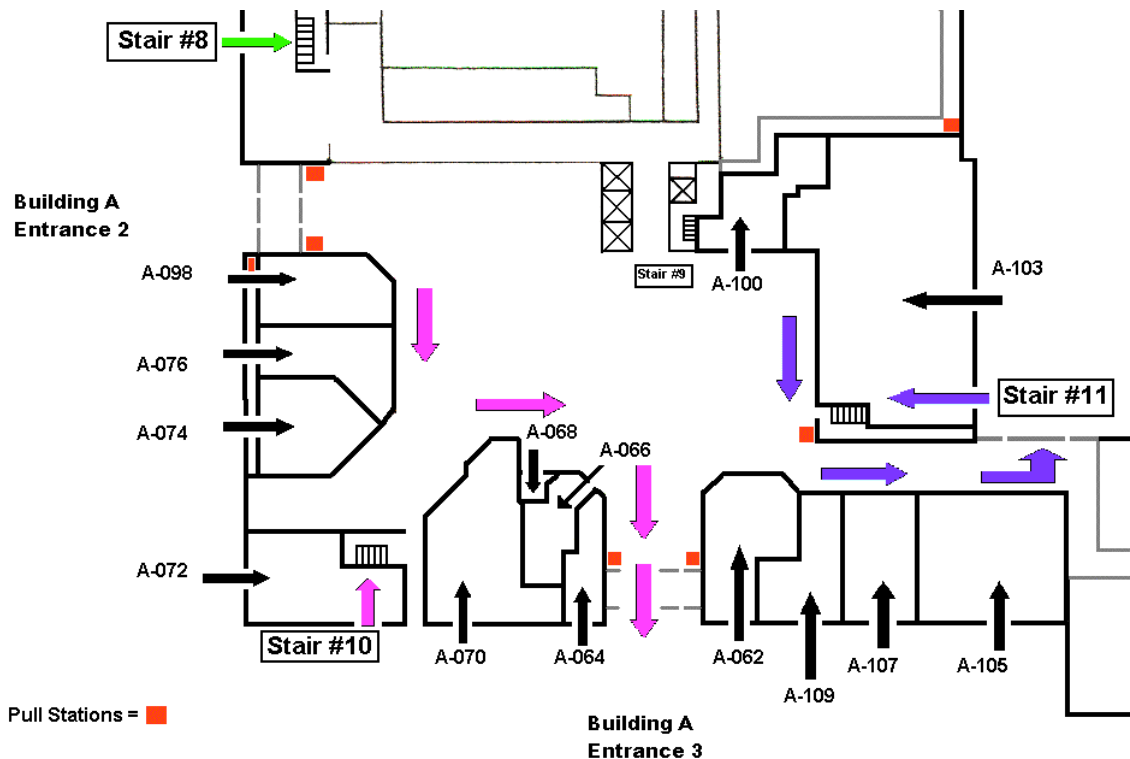 Stair #8
Building A
Entrance 2
A-098
Stair #9
A-100
A-103
A-076
Stair #11
A-074
A-068
A-066
A-072
Stair #10
A-070
A-064
A-062
A-107
A-105
A-109
Pull Stations =
Building A
Entrance 3